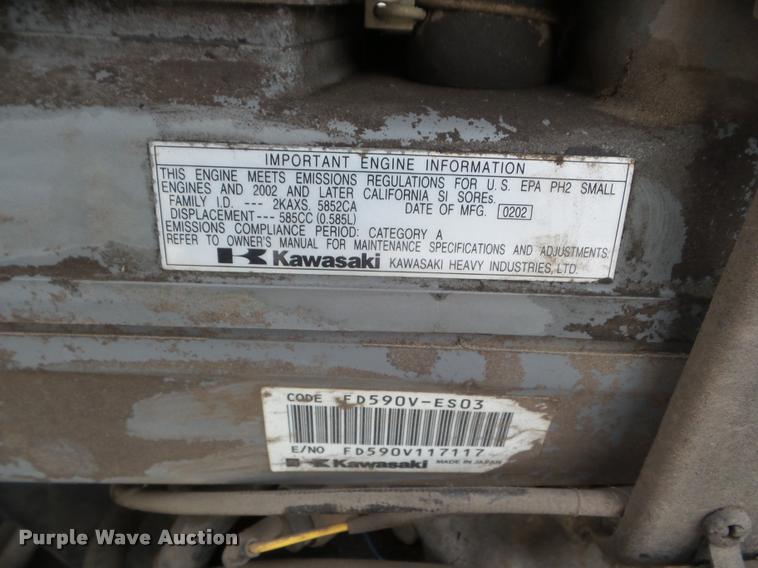 IMPORTANT ENGINE INFORMATION
THIS ENGINE MEETS EMISSIONS REGULATIONS FOR U.S. EPA PH2 SMALL
ENGINES AND 2002 AND LATER CALIFORNIA SI SOREs.
FAMILY I.D. --- 2KAXS. 5852CA DATE OF MFG. 0202
DISPLACEMENT---- 585CC (0.585L)
EMISSIONS COMPLIANCE PERIOD: CATEGORY A
REFER TO OWNER'S MANUAL FOR MAINTENANCE SPECIFICATIONS AND ADJUSTMENTS.
Kawasaki KAWASAKI HEAVY INDUSTRIES, LTD.
CODE FD590V-ES03
E/NO FD590V117117
Kawasaki MADE IN JAPAN
Purple Wave Auction